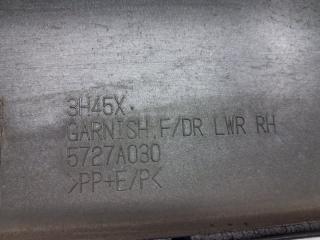 3H45X
GARNISH,F/DR LWR RH
5727A030
>PP+E/P<